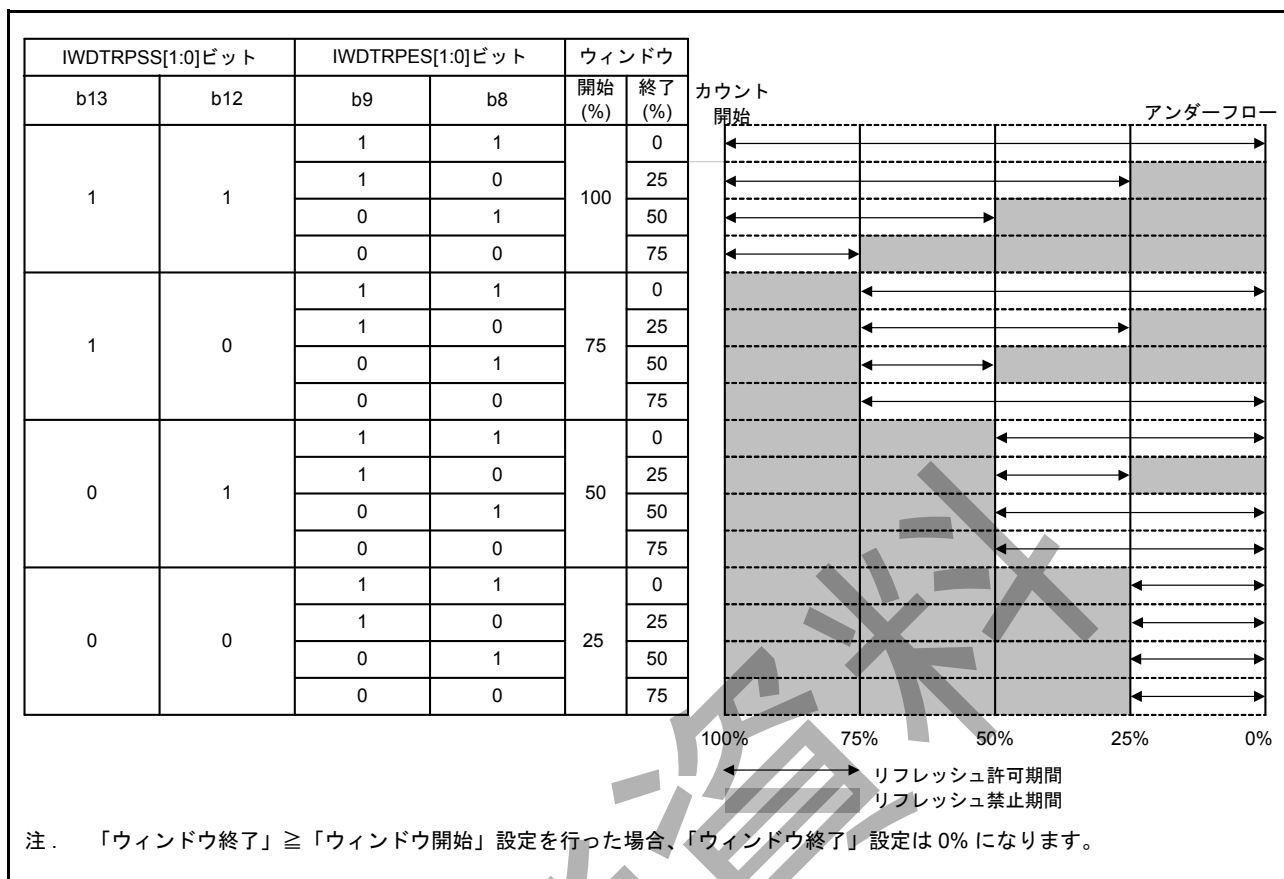 IWDTRPSS[1:0]ビット IWDTRPES[1:0]ビット ウィンドウ
b13 b12 b9 b8 開始(%) 終了(%)
カウント開始 アンダーフロー
1 1 1 1 100 0
1 0 25
0 1 50
0 0 75
1 0 1 1 75 0
1 0 25
0 1 50
0 0 75
0 1 1 1 50 0
1 0 25
0 1 50
0 0 75
0 0 1 1 25 0
1 0 25
0 1 50
0 0 75
100% 75% 50% 25% 0%
リフレッシュ許可期間
リフレッシュ禁止期間
注. 「ウィンドウ終了」≧「ウィンドウ開始」設定を行った場合、「ウィンドウ終了」設定は0%になります。
資料